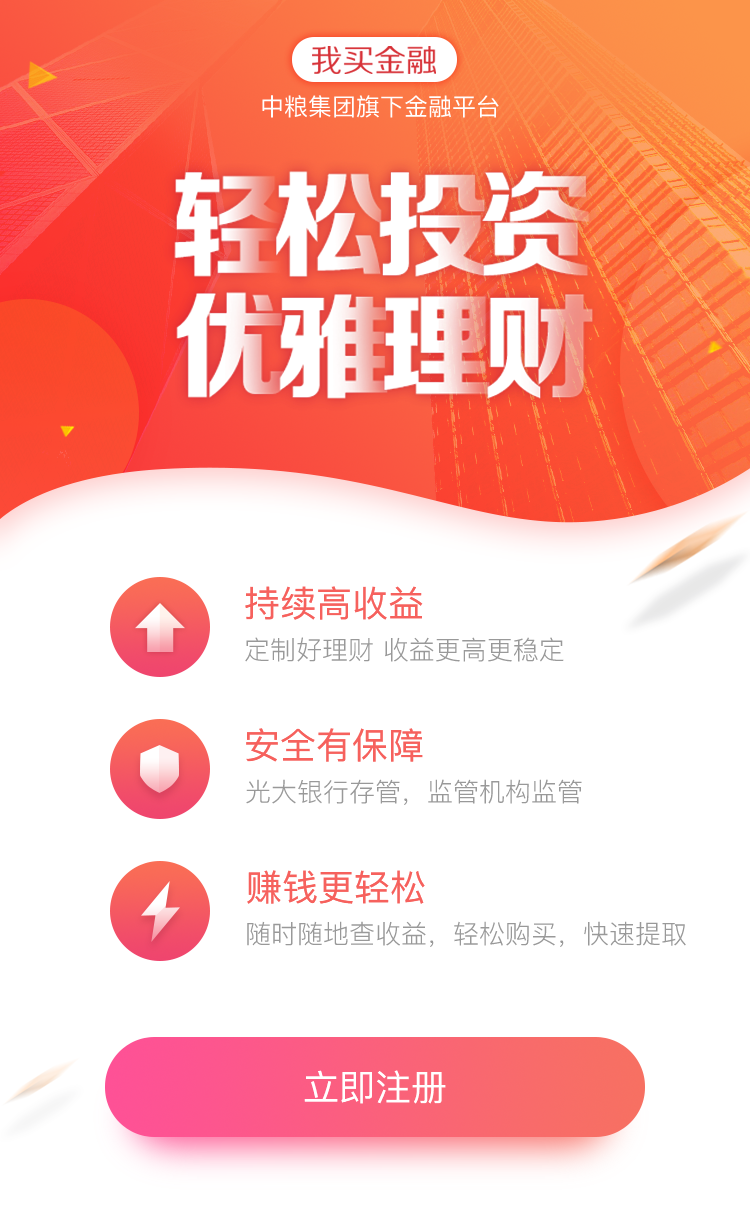 我买金融
中粮集团旗下金融平台
轻松投资
优雅理财
持续高收益
定制好理财 收益更高更稳定
安全有保障
光大银行存管，监管机构监管
赚钱更轻松
随时随地查收益，轻松购买，快速提取
立即注册